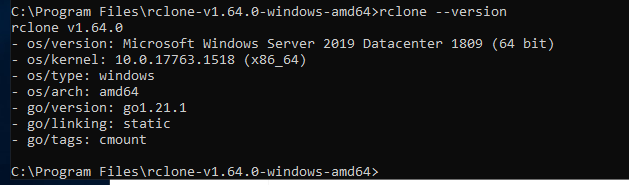 C:\Program Files\rclone-v1.64.0-windows-amd64>rclone --version
rclone v1.64.0
- os/version: Microsoft Windows Server 2019 Datacenter 1809 (64 bit)
- os/kernel: 10.0.17763.1518 (x86_64)
- os/type: windows
- os/arch: amd64
- go/version: go1.21.1
- go/linking: static
- go/tags: cmount
C:\Program Files\rclone-v1.64.0-windows-amd64>